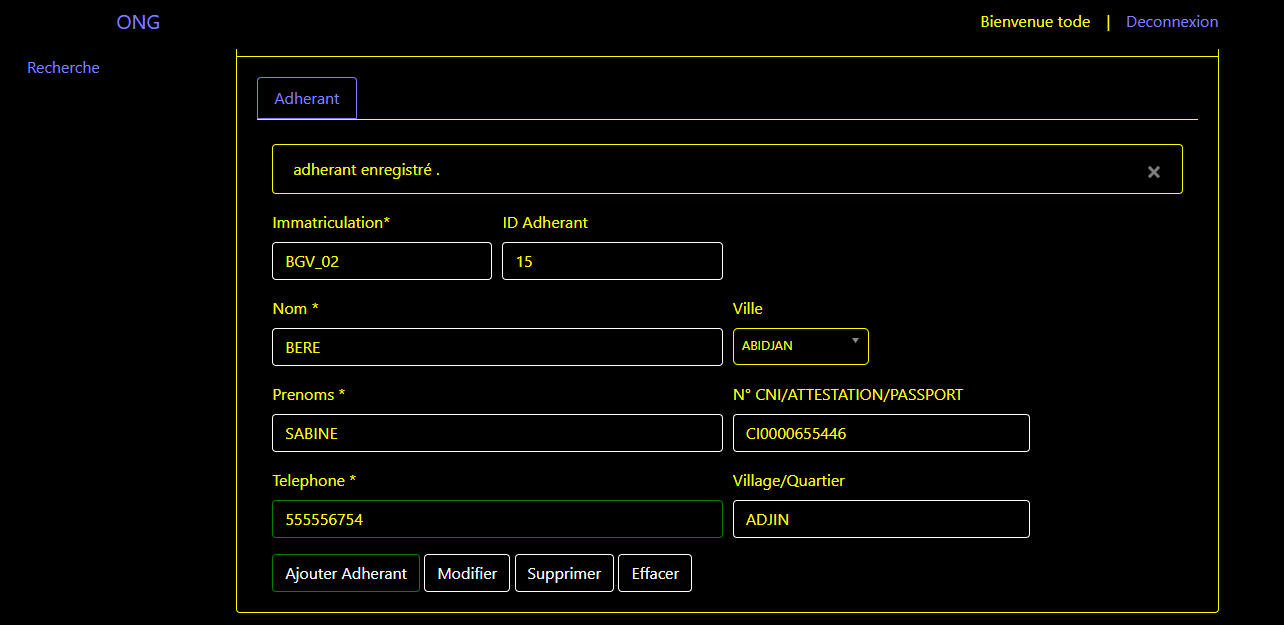 ONG
Bienvenue tode | Deconnexion
Recherche
Adherant
adherant enregistré .
×
Immatriculation* ID Adherant
BGV_02 15
Nom * Ville
BERE ABIDJAN
Prenoms * N° CNI/ATTESTATION/PASSPORT
SABINE CI0000655446
Telephone * Village/Quartier
555556754 ADJIN
Ajouter Adherant Modifier Supprimer Effacer